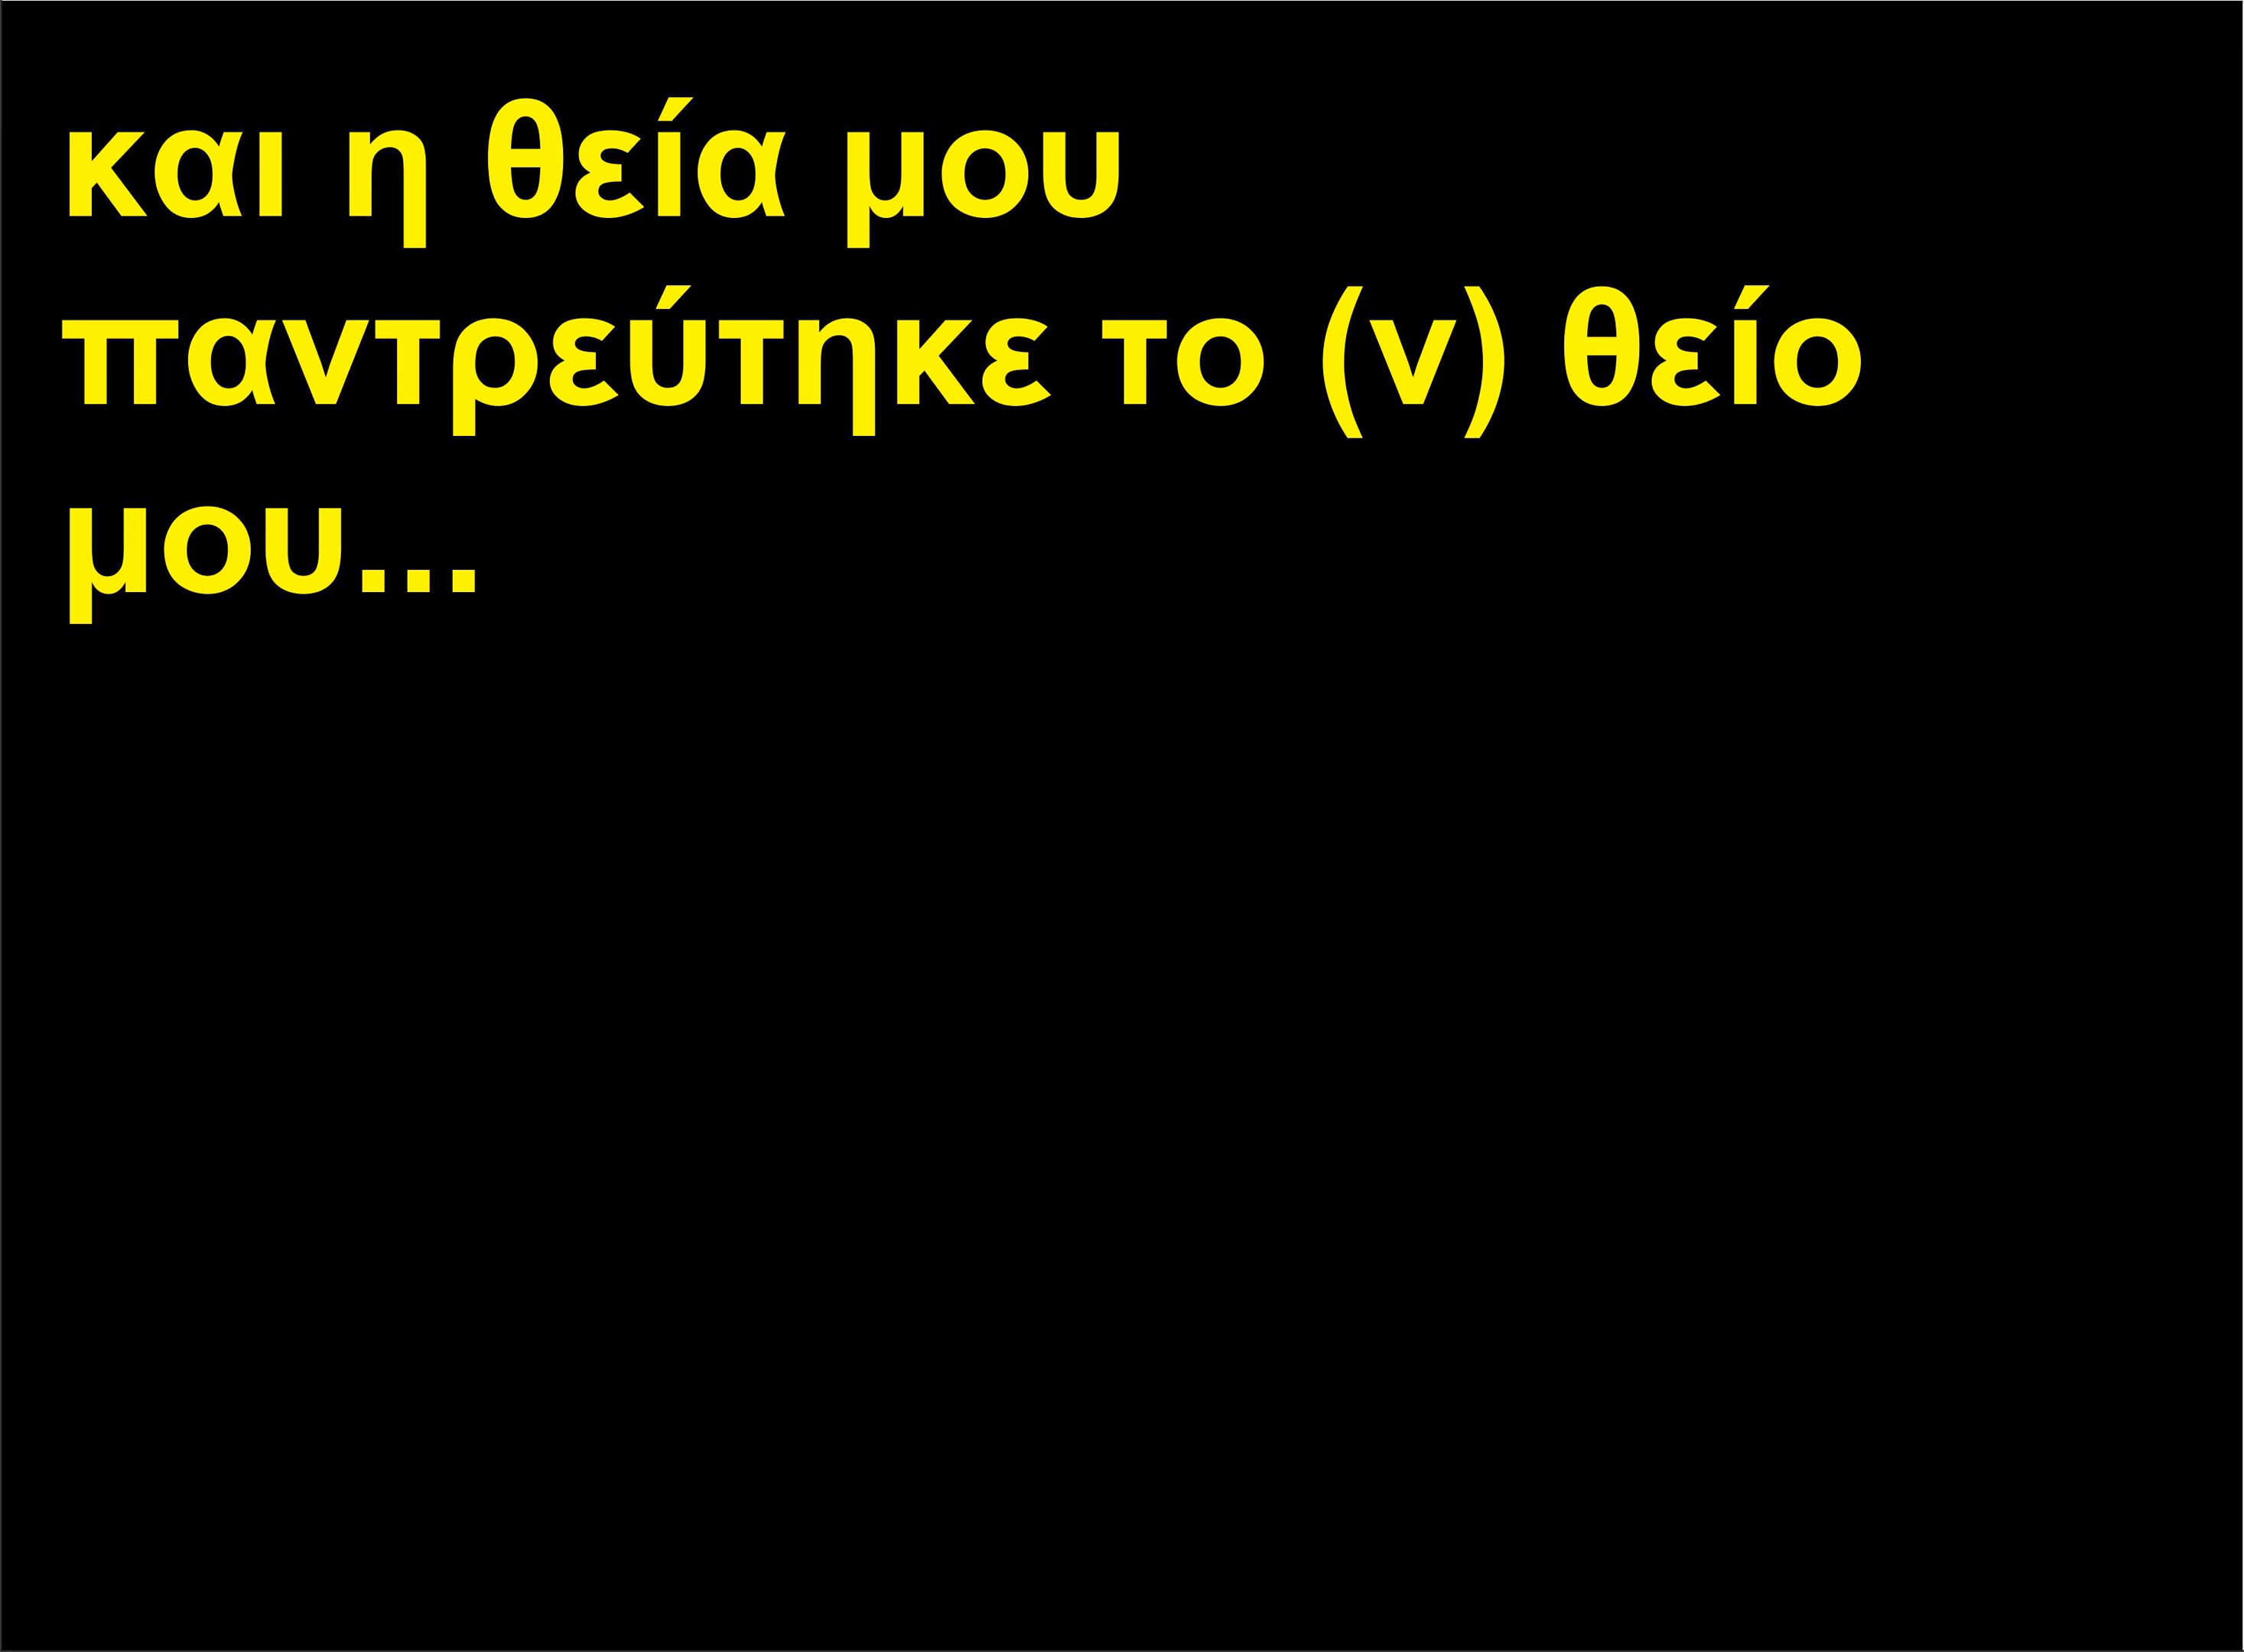 και η θεία μου
παντρεύτηκε το (ν) θείο
μου...